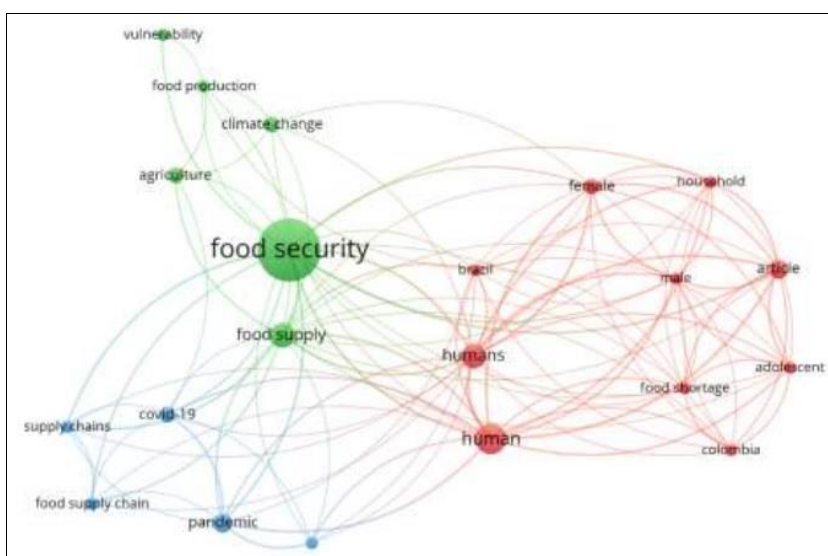 vulnerability
food production
climate change
agriculture
female
household
food security
brazil
male
article
food supply
humans
adolescent
food shortage
covid-19
supply chains
human
colombia
food supply chain
pandemic